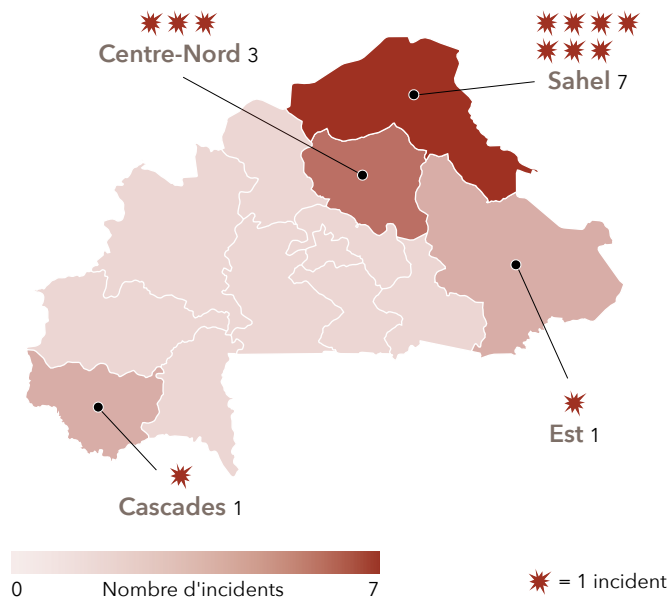 Centre-Nord 3
Sahel 7
Est 1
Cascades 1
0 Nombre d'incidents 7
= 1 incident